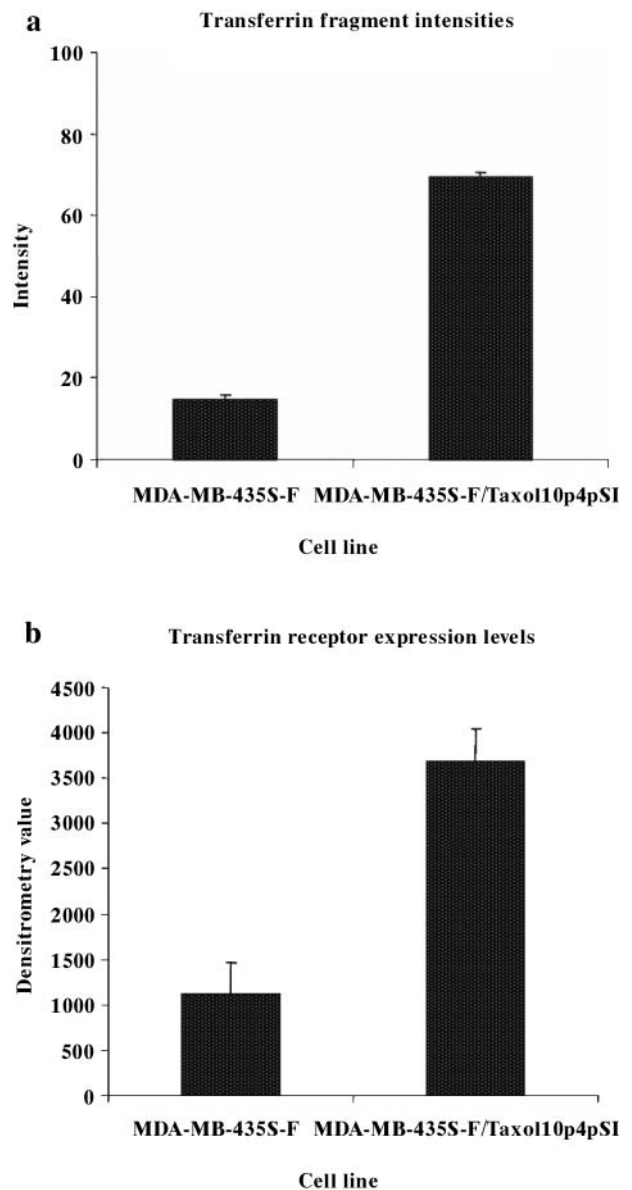 a
Transferrin fragment intensities
100
80
60
40
20
0
Intensity
MDA-MB-435S-F MDA-MB-435S-F/Taxol10p4pSI
Cell line
b
Transferrin receptor expression levels
4500
4000
3500
3000
2500
2000
1500
1000
500
0
Densitrometry value
MDA-MB-435S-F MDA-MB-435S-F/Taxol10p4pSI
Cell line